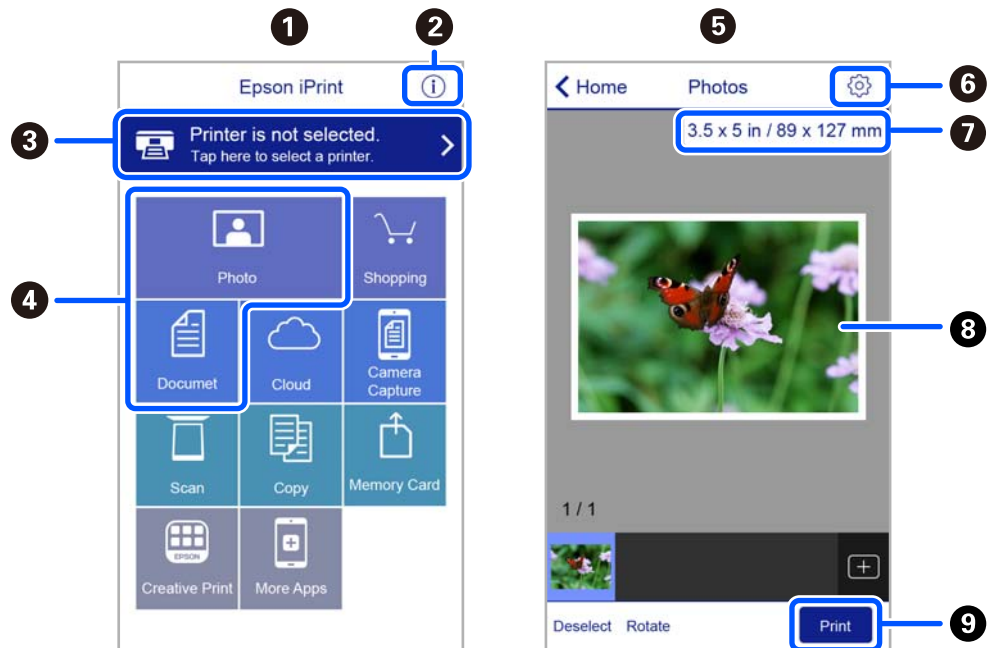 1
2
Epson iPrint
i
3
Printer is not selected.
Tap here to select a printer.
4
Photo
Shopping
Documet
Cloud
Camera
Capture
Scan
Copy
Memory Card
EPSON
Creative Print
More Apps
5
Home
Photos
6
3.5 x 5 in / 89 x 127 mm
7
8
1 / 1
Deselect Rotate
Print
9